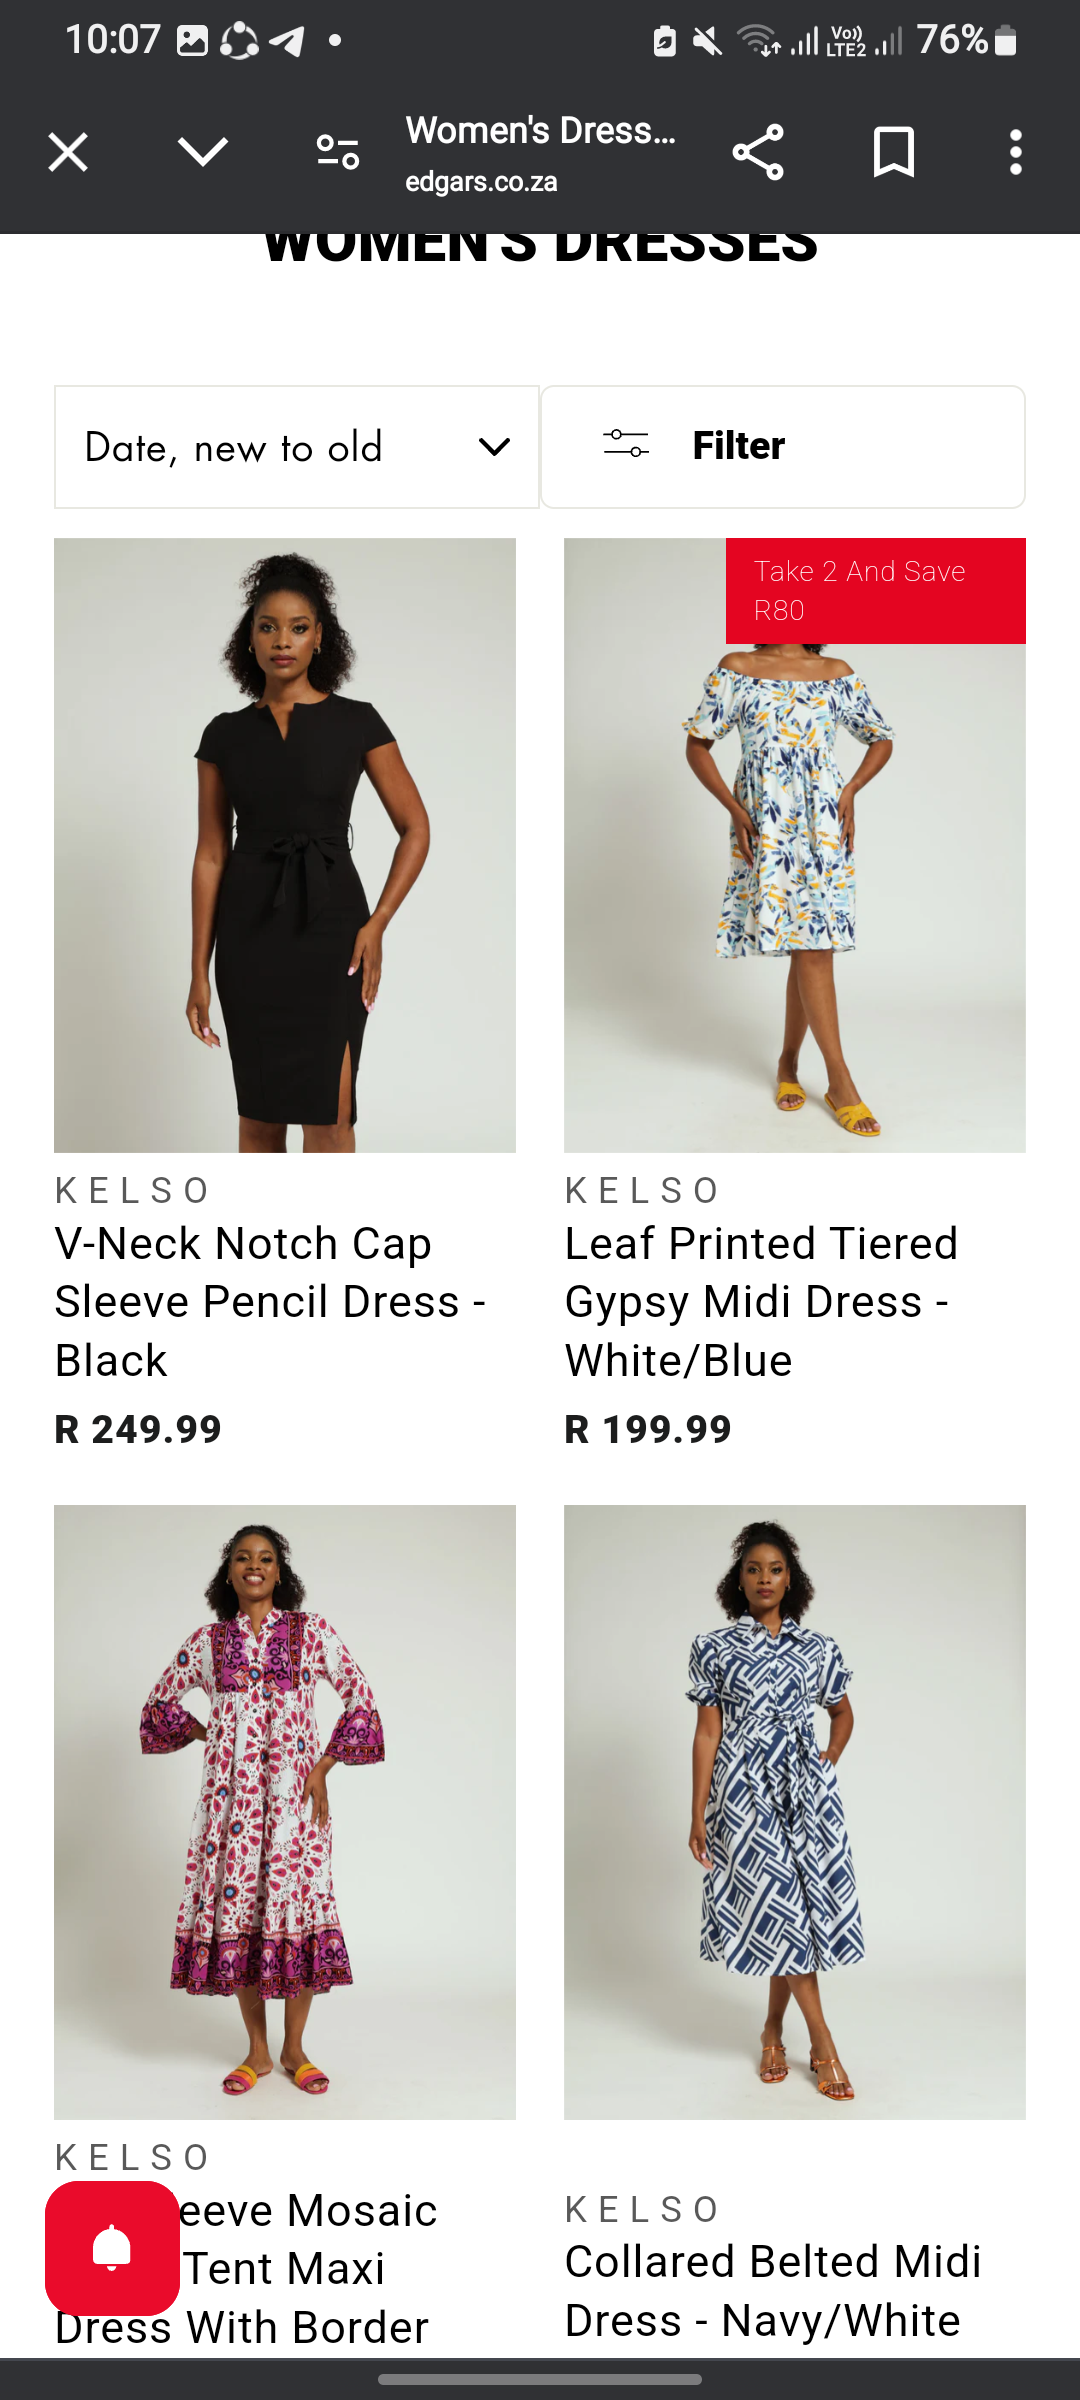 10:07
Vo))
LTE2
76%
Women's Dress...
edgars.co.za
WOMEN'S DRESSES
Date, new to old
Filter
Take 2 And Save
R80
KELSO
V-Neck Notch Cap
Sleeve Pencil Dress -
Black
R 249.99
KELSO
Leaf Printed Tiered
Gypsy Midi Dress -
White/Blue
R 199.99
KELSO
eeve Mosaic
Tent Maxi
Dress With Border
KELSO
Collared Belted Midi
Dress - Navy/White